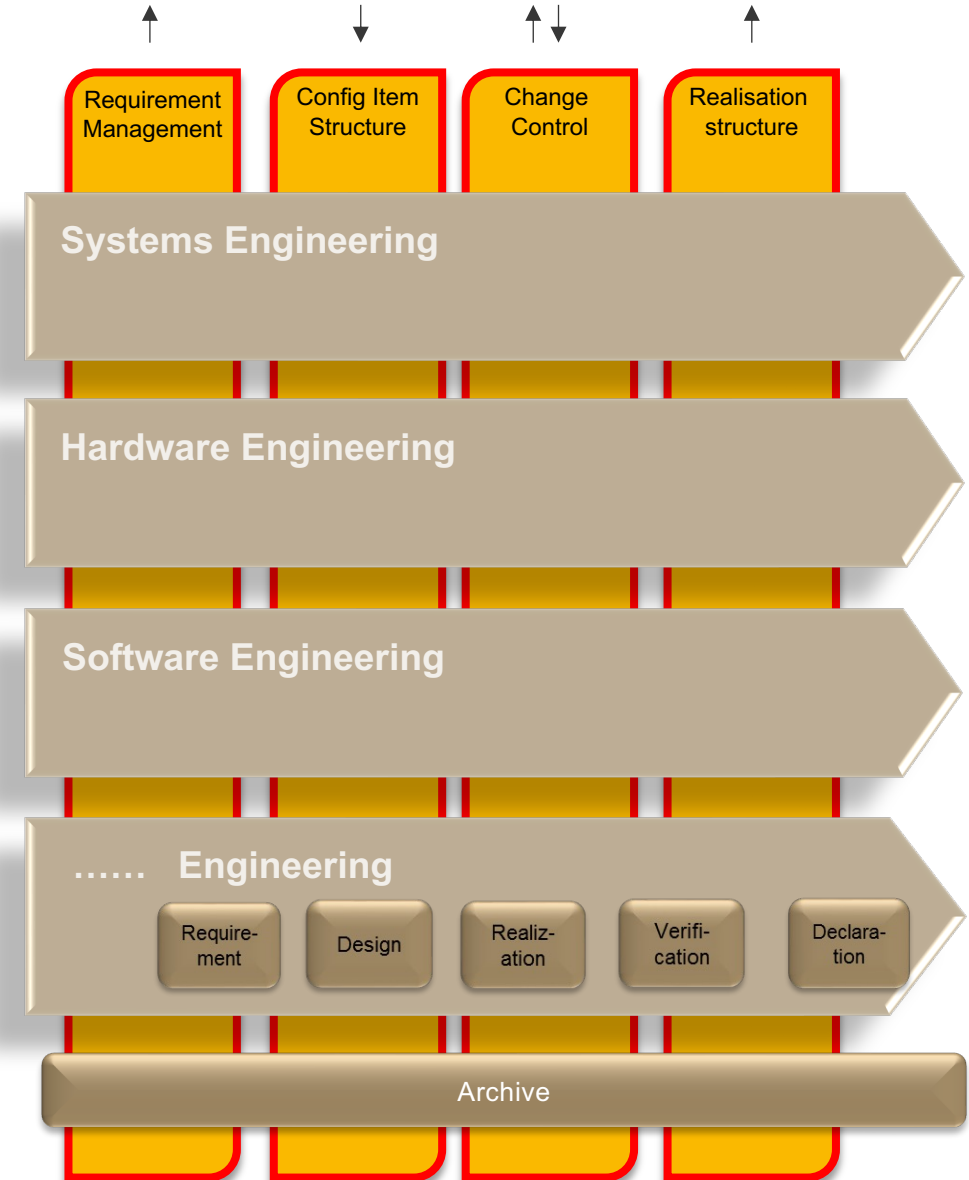 Requirement
Management
Config Item
Structure
Change
Control
Realisation
structure
Systems Engineering
Hardware Engineering
Software Engineering
...... Engineering
Require-
ment
Design
Realiz-
ation
Verifi-
cation
Declara-
tion
Archive